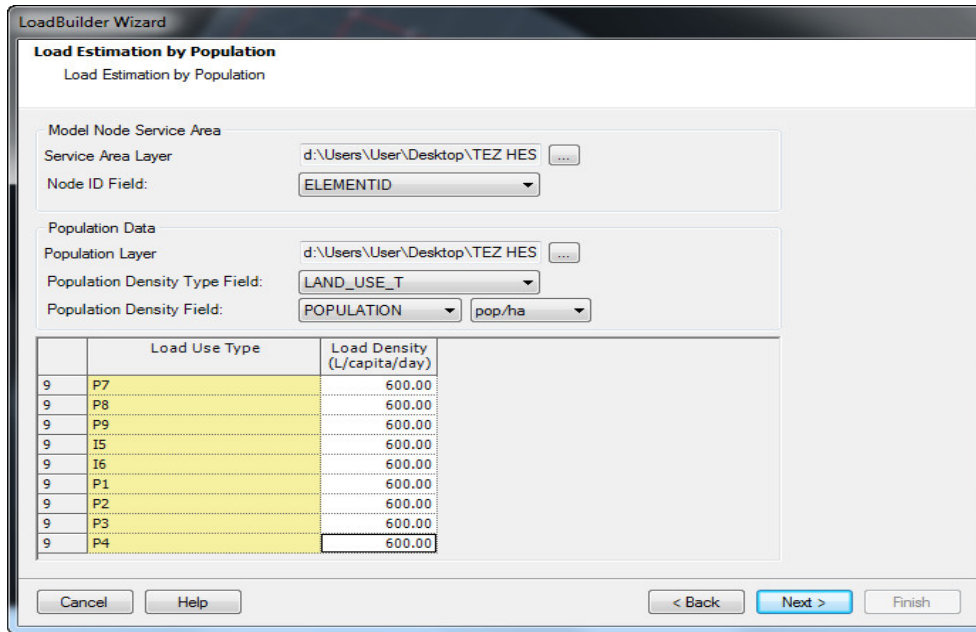 LoadBuilder Wizard
Load Estimation by Population
Load Estimation by Population
Model Node Service Area
Service Area Layer d:\Users\User\Desktop\TEZ HES ...
Node ID Field: ELEMENTID
Population Data
Population Layer d:\Users\User\Desktop\TEZ HES ...
Population Density Type Field: LAND_USE_T
Population Density Field: POPULATION pop/ha
Load Use Type Load Density
(L/capita/day)
9 P7 600.00
9 P8 600.00
9 P9 600.00
9 I5 600.00
9 I6 600.00
9 P1 600.00
9 P2 600.00
9 P3 600.00
9 P4 600.00
Cancel Help < Back Next > Finish